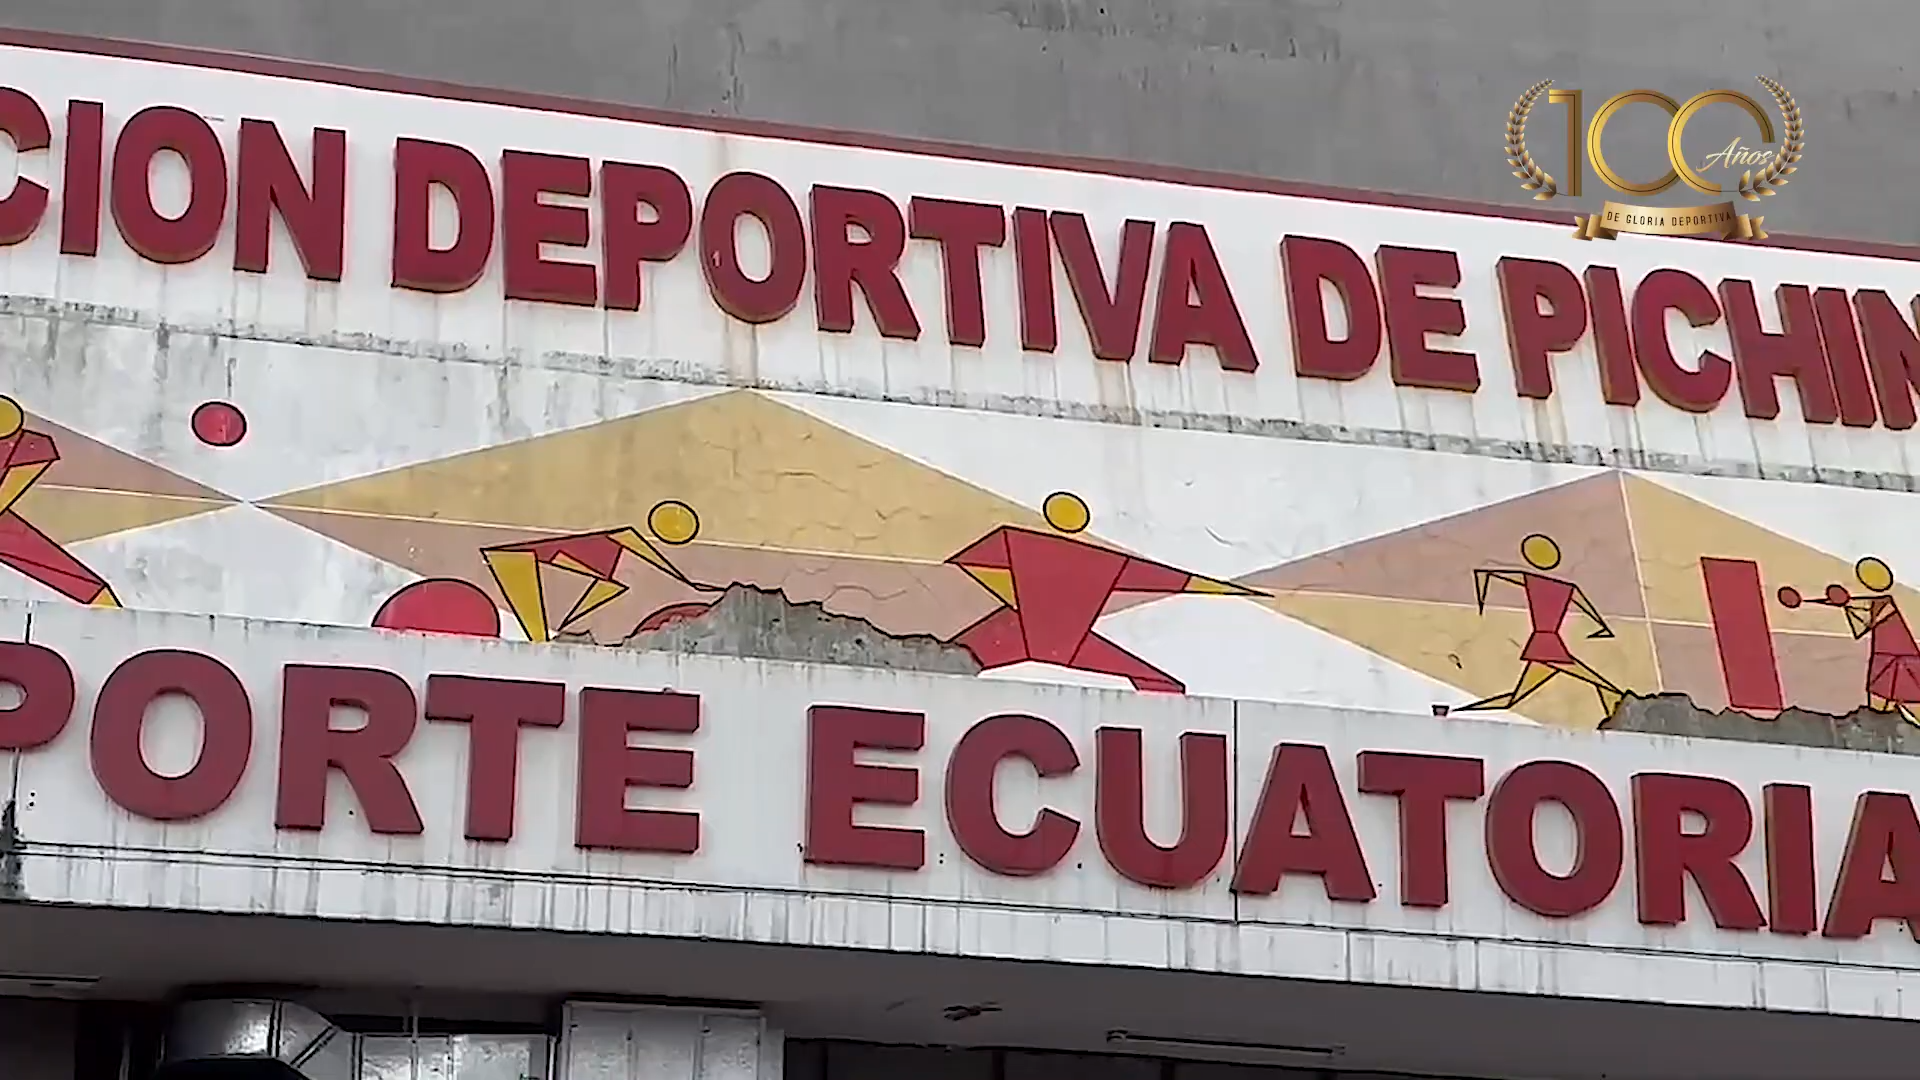 CION DEPORTIVA DE PICHIN
PORTE ECUATORIA
100 Años
DE GLORIA DEPORTIVA